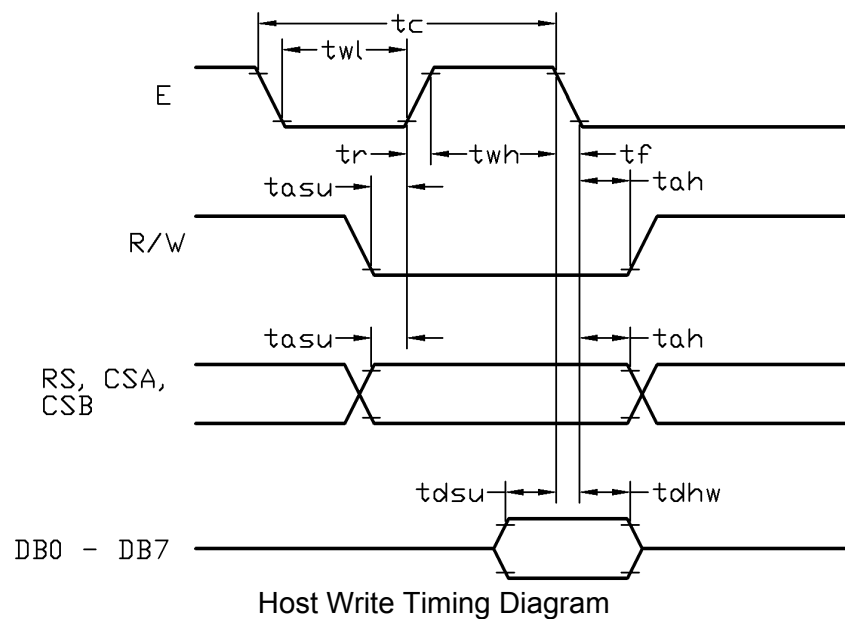 tc
twl
E
tr
twh
tf
tasu
tah
R/W
tasu
tah
RS, CSA,
CSB
tdsu
tdhw
DB0 - DB7
Host Write Timing Diagram